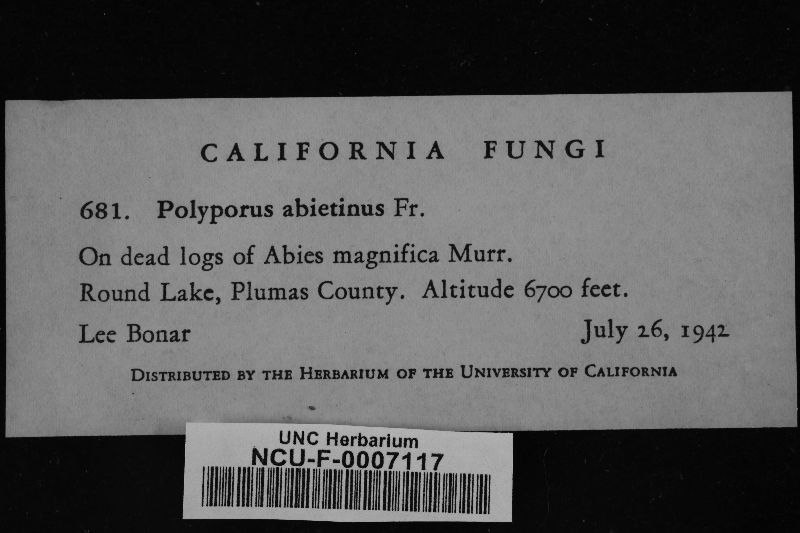 CALIFORNIA FUNGI
681. Polyporus abietinus Fr.
On dead logs of Abies magnifica Murr.
Round Lake, Plumas County. Altitude 6700 feet.
Lee Bonar July 26, 1942
Distributed by the Herbarium of the University of California
UNC Herbarium
NCU-F-0007117